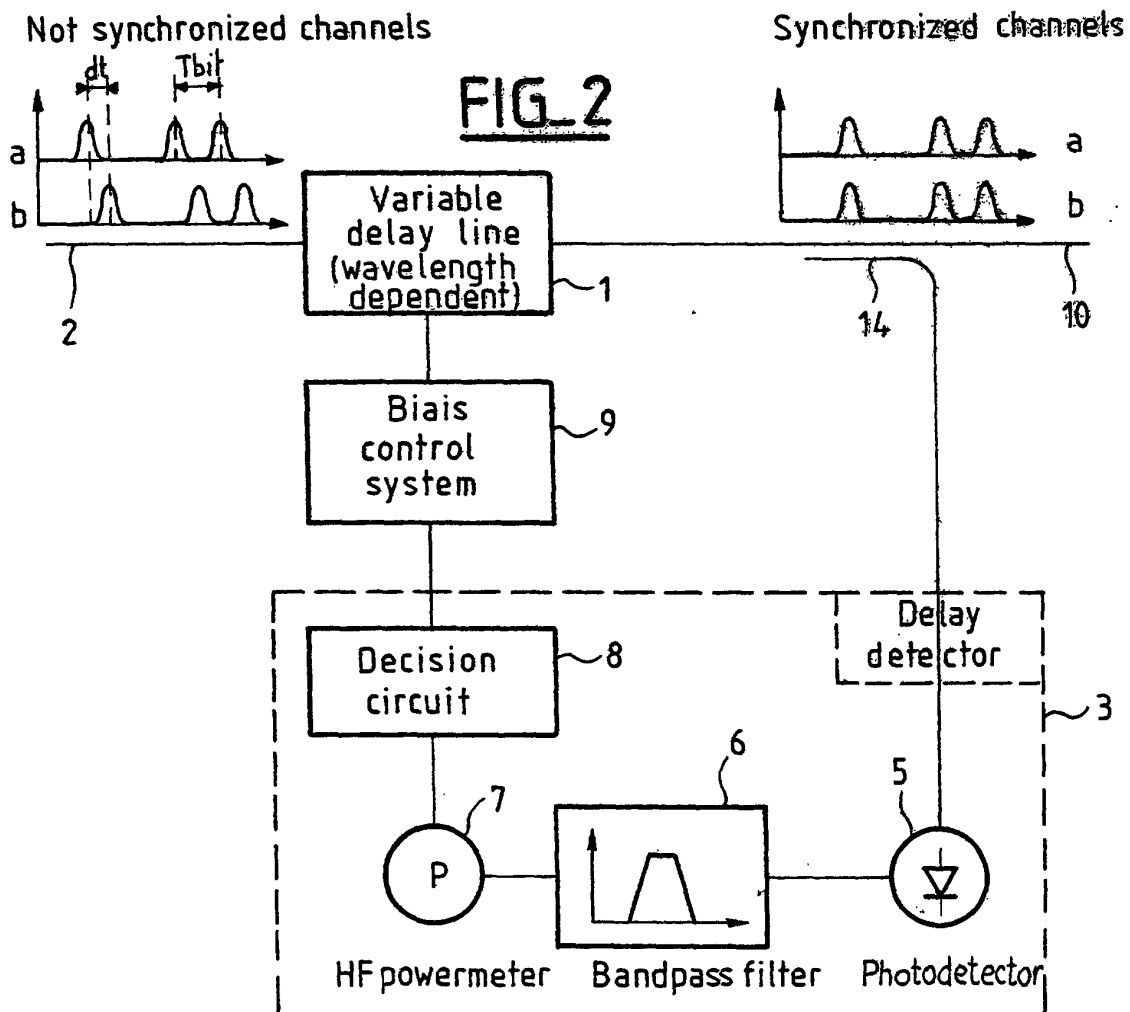 Not synchronized channels
Synchronized channels
dt
Tbit
FIG_2
a
b
a
b
Variable
delay line
(wavelength
dependent)
1
2
14
10
Biais
control
system
9
Delay
detector
Decision
circuit
8
3
7
6
5
P
HF powermeter
Bandpass filter
Photodetector